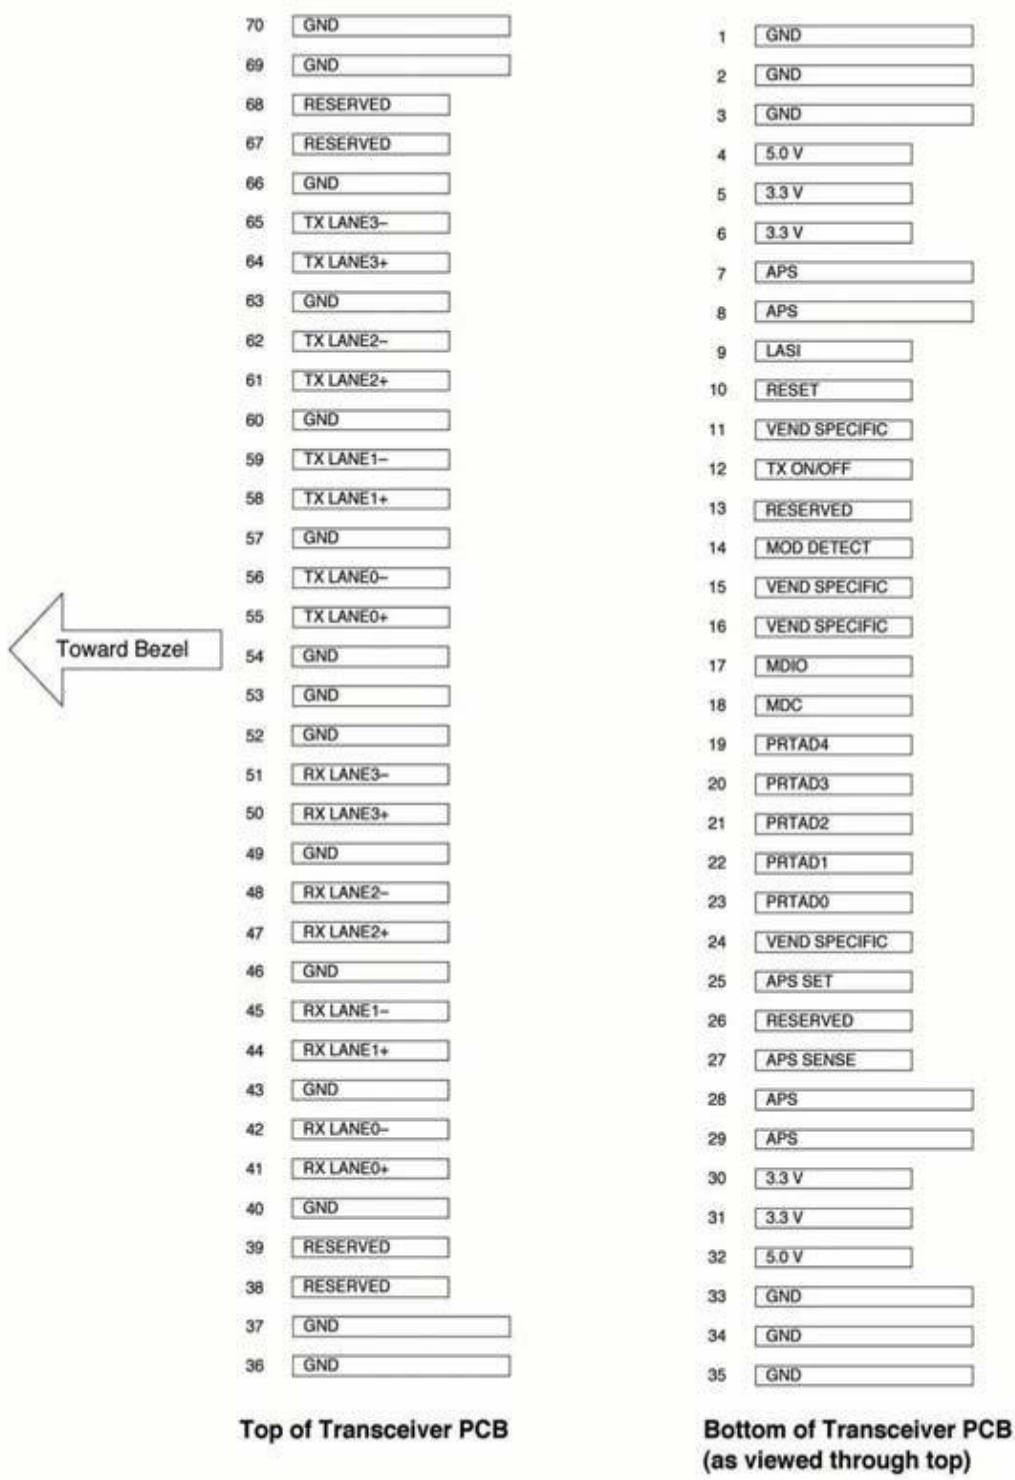 70 GND
69 GND
68 RESERVED
67 RESERVED
66 GND
65 TX LANE3–
64 TX LANE3+
63 GND
62 TX LANE2–
61 TX LANE2+
60 GND
59 TX LANE1–
58 TX LANE1+
57 GND
56 TX LANE0–
55 TX LANE0+
54 GND
53 GND
52 GND
51 RX LANE3–
50 RX LANE3+
49 GND
48 RX LANE2–
47 RX LANE2+
46 GND
45 RX LANE1–
44 RX LANE1+
43 GND
42 RX LANE0–
41 RX LANE0+
40 GND
39 RESERVED
38 RESERVED
37 GND
36 GND
Toward Bezel
Top of Transceiver PCB
1 GND
2 GND
3 GND
4 5.0 V
5 3.3 V
6 3.3 V
7 APS
8 APS
9 LASI
10 RESET
11 VEND SPECIFIC
12 TX ON/OFF
13 RESERVED
14 MOD DETECT
15 VEND SPECIFIC
16 VEND SPECIFIC
17 MDIO
18 MDC
19 PRTAD4
20 PRTAD3
21 PRTAD2
22 PRTAD1
23 PRTAD0
24 VEND SPECIFIC
25 APS SET
26 RESERVED
27 APS SENSE
28 APS
29 APS
30 3.3 V
31 3.3 V
32 5.0 V
33 GND
34 GND
35 GND
Bottom of Transceiver PCB
(as viewed through top)